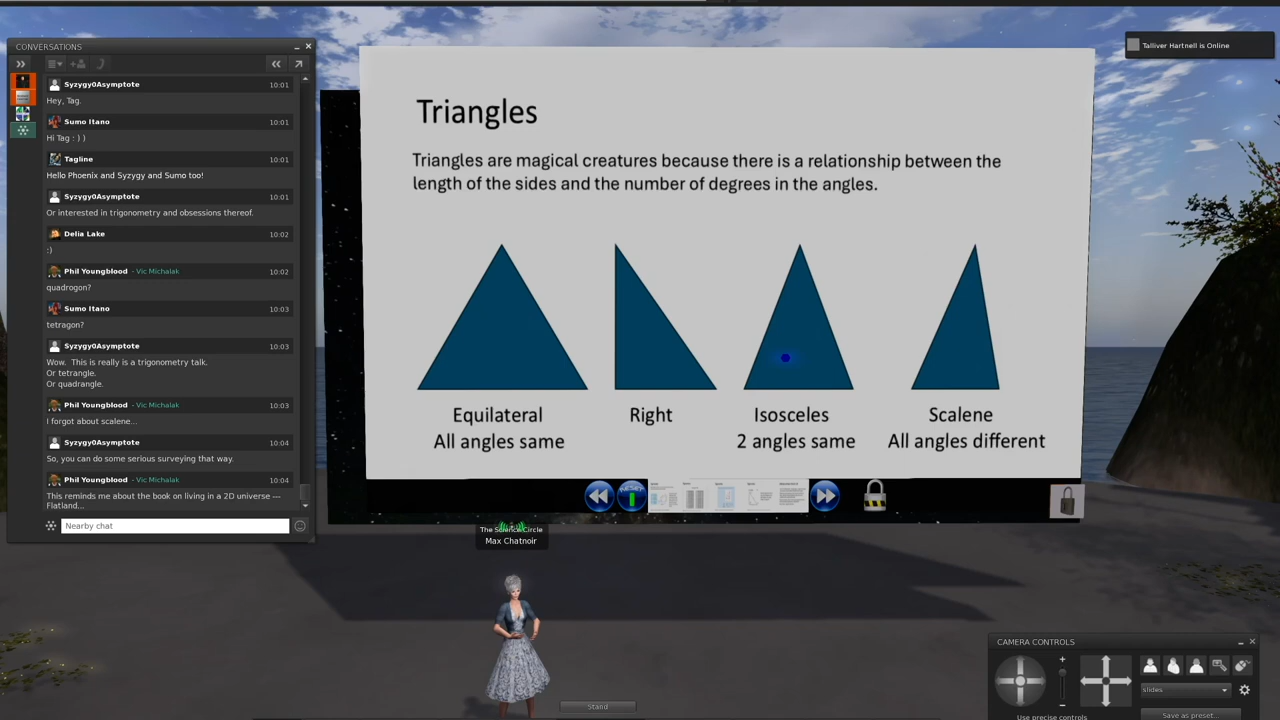 CONVERSATIONS
Syzygy0Asymptote 10:01
Hey, Tag.
Sumo Itano 10:01
Hi Tag : ) )
Tagline 10:01
Hello Phoenix and Syzygy and Sumo too!
Syzygy0Asymptote 10:01
Or interested in trigonometry and obsessions thereof.
Delia Lake 10:02
:)
Phil Youngblood - Vic Michalak 10:02
quadrogon?
Sumo Itano 10:03
tetragon?
Syzygy0Asymptote 10:03
Wow. This is really is a trigonometry talk.
Or tetrangle.
Or quadrangle.
Phil Youngblood - Vic Michalak 10:03
I forgot about scalene...
Syzygy0Asymptote 10:04
So, you can do some serious surveying that way.
Phil Youngblood - Vic Michalak 10:04
This reminds me about the book on living in a 2D universe ---
Flatland...
Nearby chat
Triangles
Triangles are magical creatures because there is a relationship between the
length of the sides and the number of degrees in the angles.
Equilateral
All angles same
Right
Isosceles
2 angles same
Scalene
All angles different
Talliver Hartnell is Online
The Science Circle
Max Chatnoir
Stand
CAMERA CONTROLS
slides
Use precise controls
Save as preset...